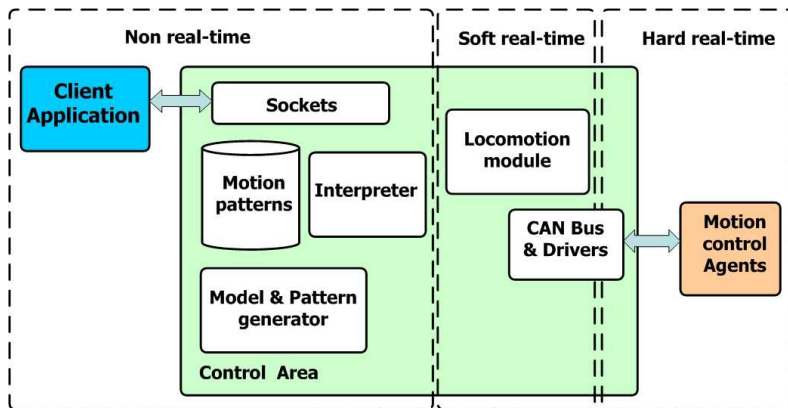 Non real-time
Soft real-time
Hard real-time
Client
Application
Sockets
Locomotion
module
Motion
patterns
Interpreter
CAN Bus
& Drivers
Motion
control
Agents
Model & Pattern
generator
Control Area